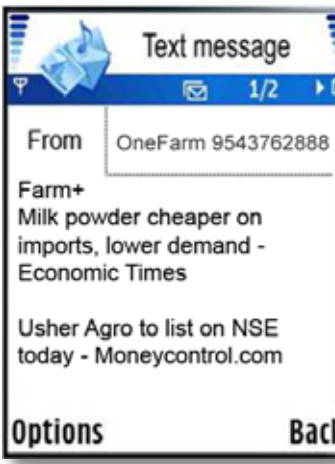 Text message
1/2
From
OneFarm 9543762888
Farm+
Milk powder cheaper on
imports, lower demand -
Economic Times
Usher Agro to list on NSE
today - Moneycontrol.com
Options